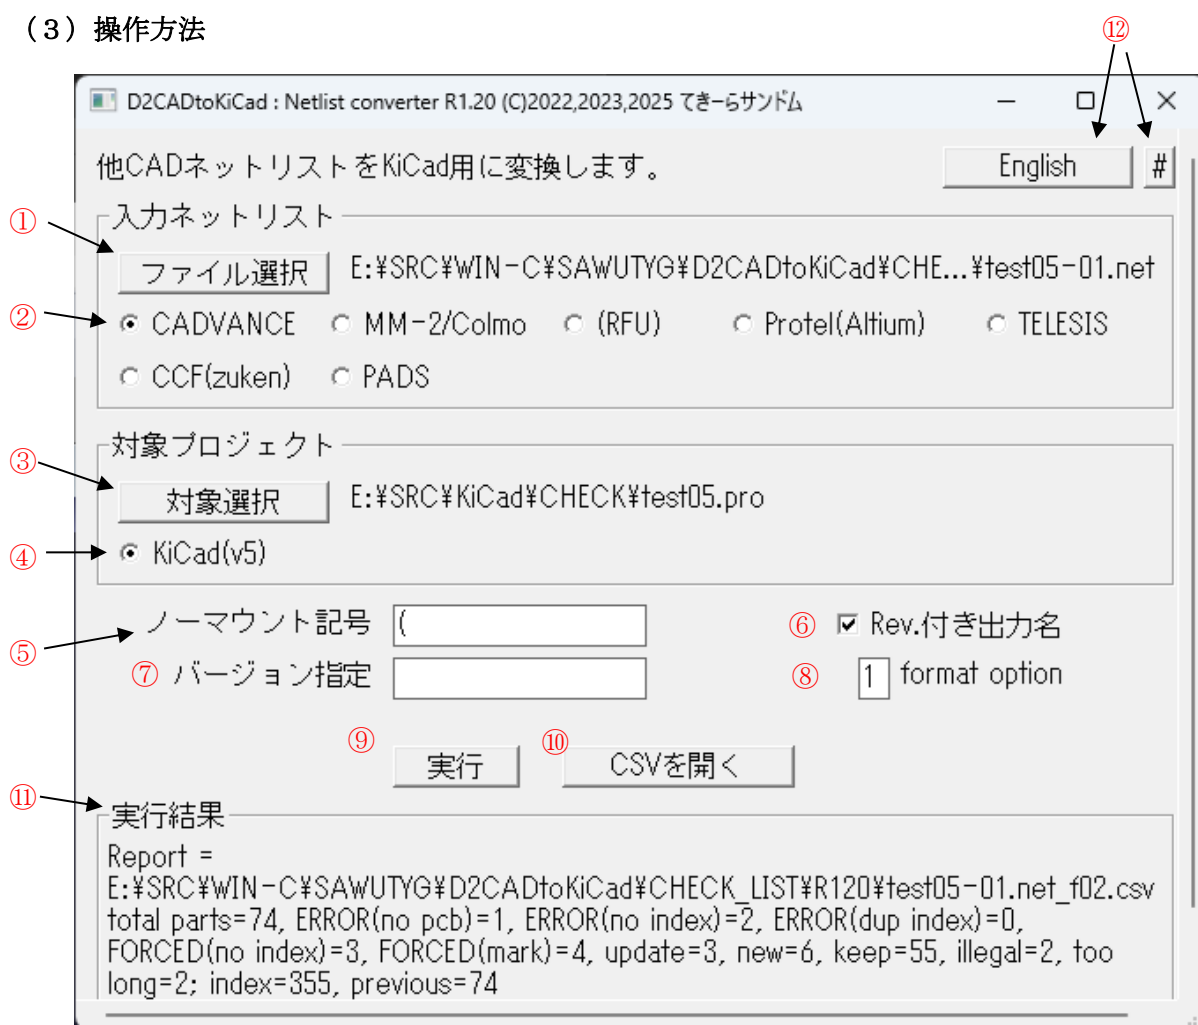 （３）操作方法
⑫
D2CADtoKiCad : Netlist converter R1.20 (C)2022,2023,2025 てきーらサンドム
他CADネットリストをKiCad用に変換します。 English #
① 入力ネットリスト
ファイル選択 E:¥SRC¥WIN-C¥SAWUTYG¥D2CADtoKiCad¥CHE...¥test05-01.net
② CADVANCE MM-2/Colmo (RFU) Protel(Altium) TELESIS
CCF(zuken) PADS
対象プロジェクト
③ 対象選択 E:¥SRC¥KiCad¥CHECK¥test05.pro
④ KiCad(v5)
⑤ ノーマウント記号 ( ⑥ Rev.付き出力名
⑦ バージョン指定 ⑧ 1 format option
⑨ 実行 ⑩ CSVを開く
⑪ 実行結果
Report =
E:¥SRC¥WIN-C¥SAWUTYG¥D2CADtoKiCad¥CHECK_LIST¥R120¥test05-01.net_f02.csv
total parts=74, ERROR(no pcb)=1, ERROR(no index)=2, ERROR(dup index)=0,
FORCED(no index)=3, FORCED(mark)=4, update=3, new=6, keep=55, illegal=2, too
long=2; index=355, previous=74